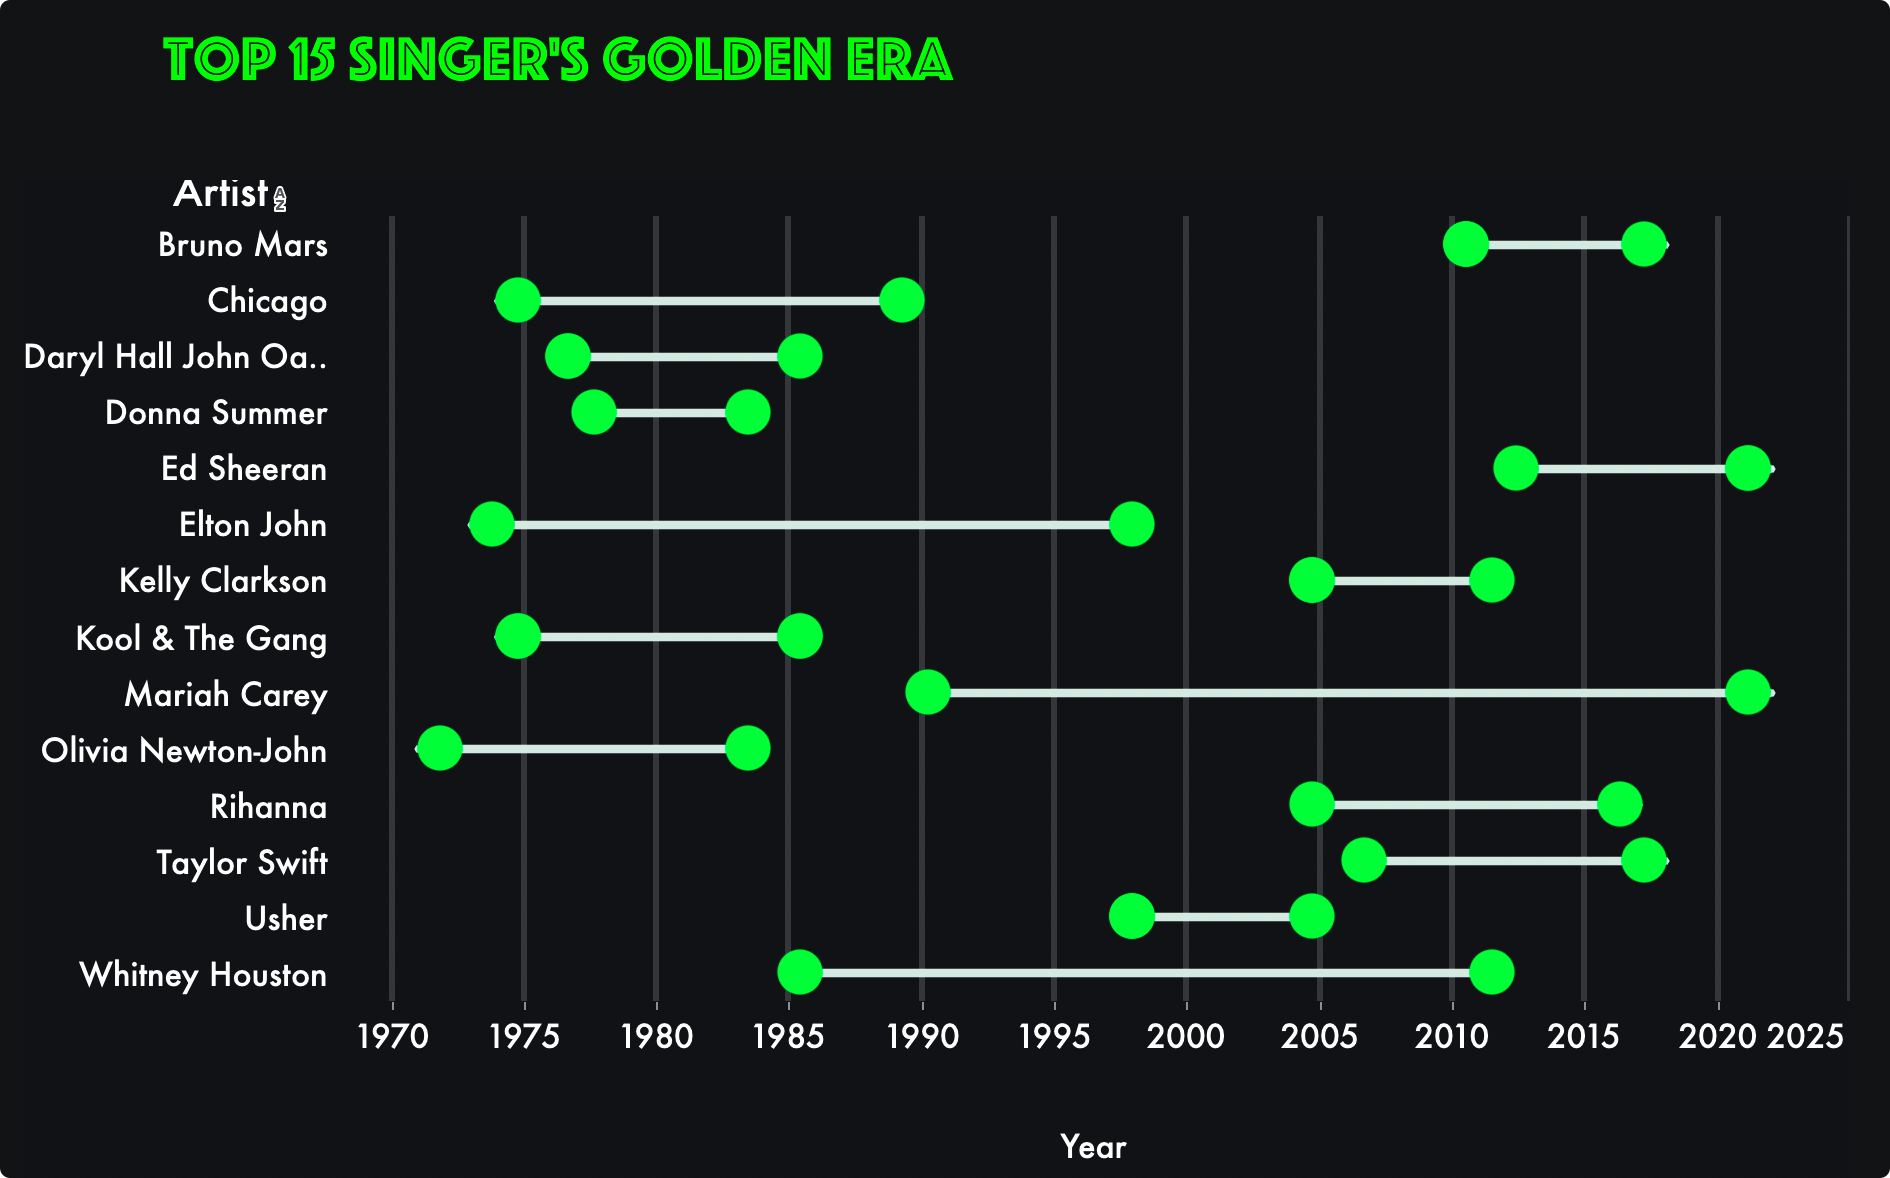 TOP 15 SINGER'S GOLDEN ERA
Artist
Bruno Mars
Chicago
Daryl Hall John Oa..
Donna Summer
Ed Sheeran
Elton John
Kelly Clarkson
Kool & The Gang
Mariah Carey
Olivia Newton-John
Rihanna
Taylor Swift
Usher
Whitney Houston
1970 1975 1980 1985 1990 1995 2000 2005 2010 2015 2020 2025
Year